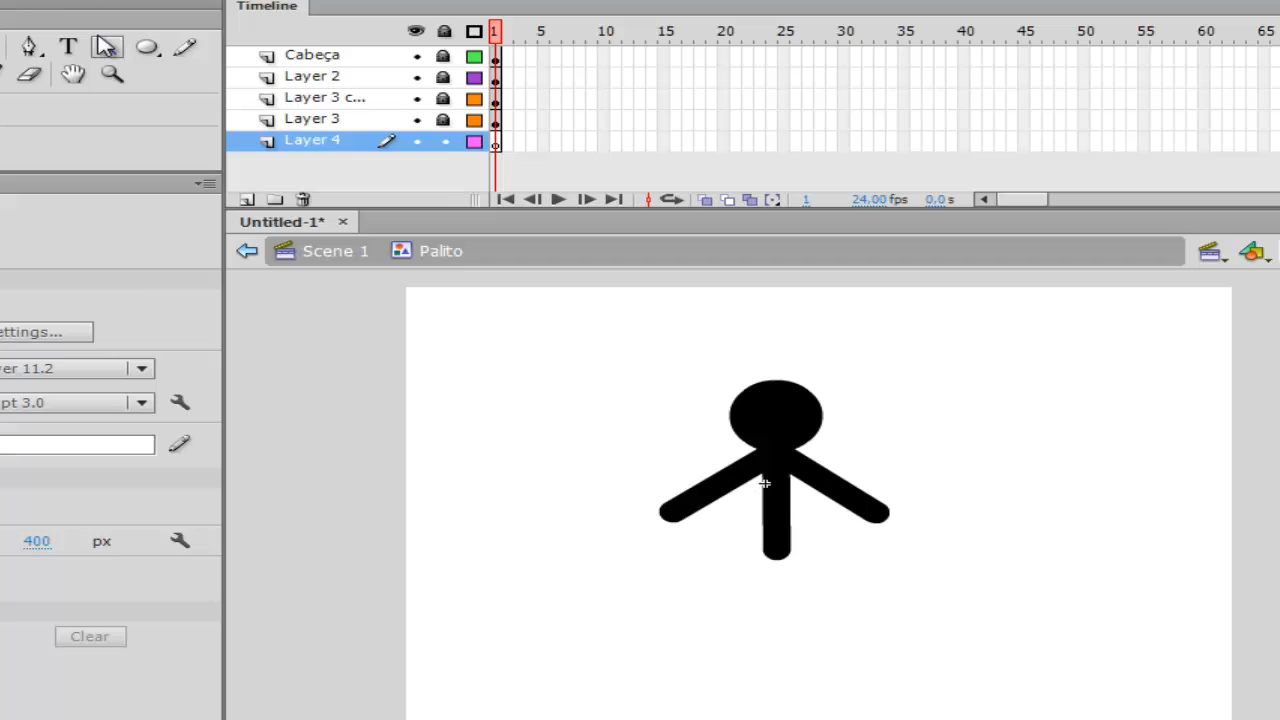 Timeline
1 5 10 15 20 25 30 35 40 45 50 55 60 65
T
Cabeça
Layer 2
Layer 3 c...
Layer 3
Layer 4
1 24,00 fps 0,0 s
Untitled-1* ×
Scene 1 Palito
ettings...
er 11.2
pt 3.0
400 px
Clear